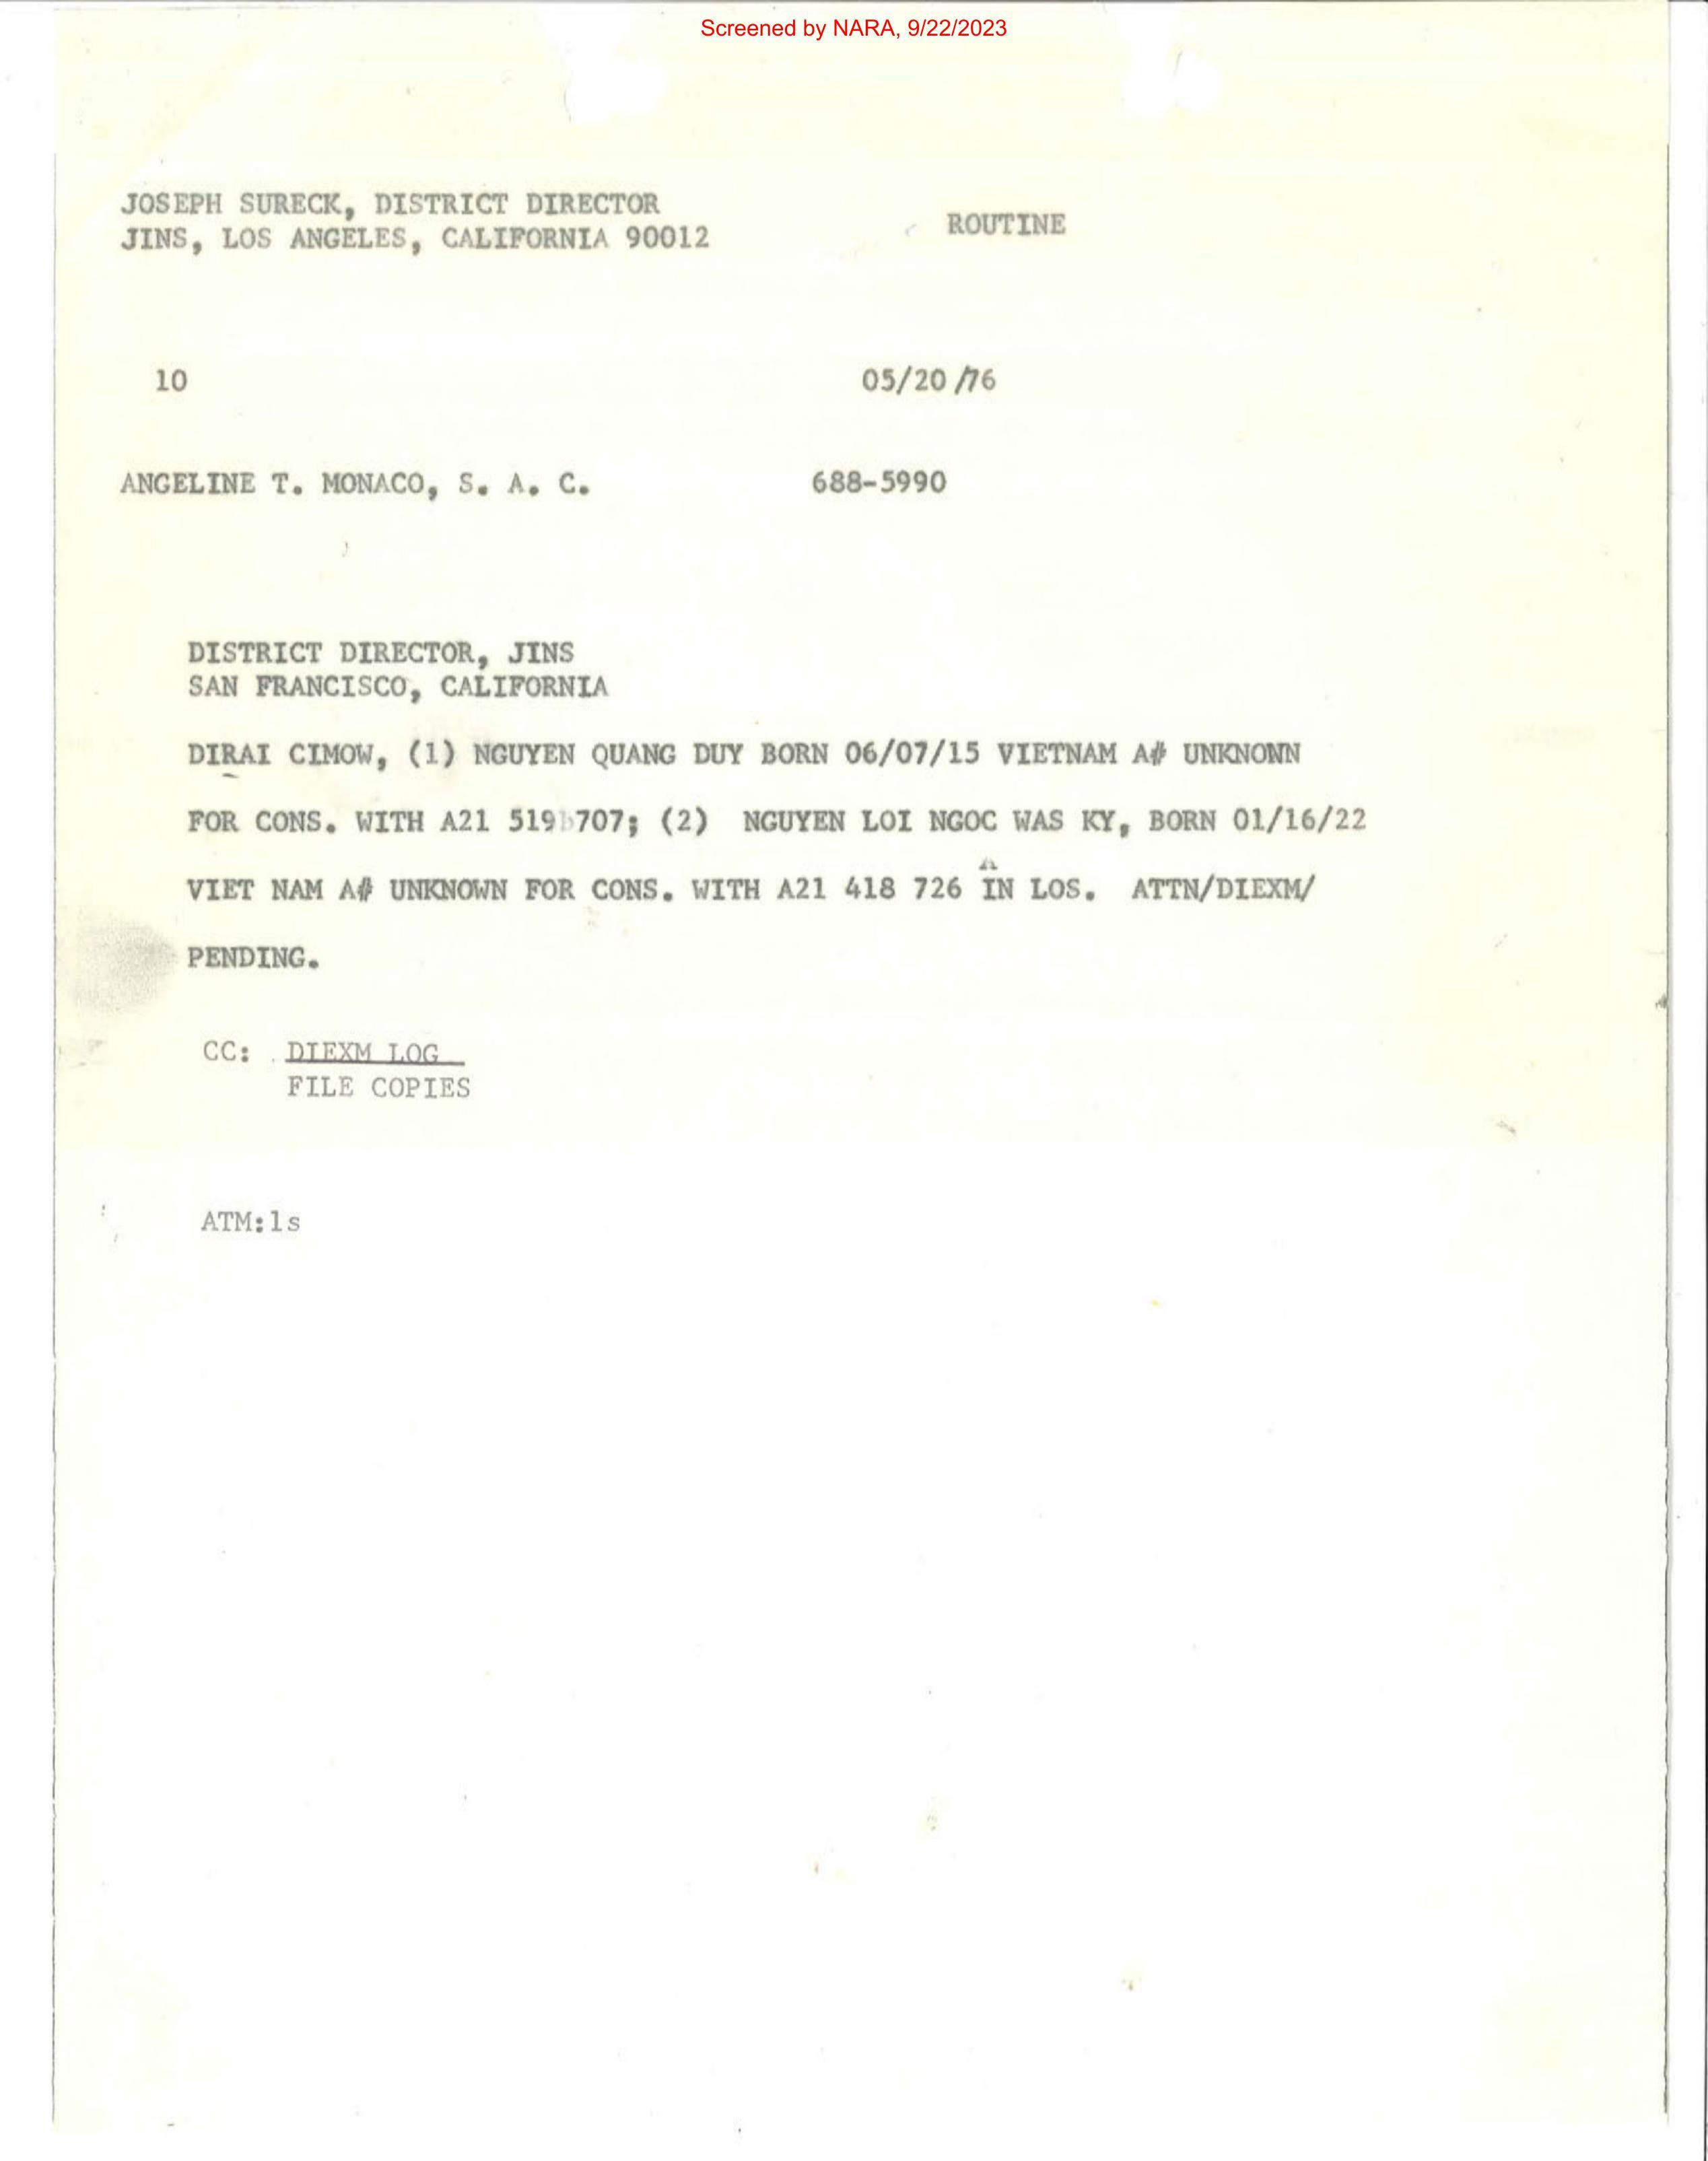 Screened by NARA, 9/22/2023
JOSEPH SURECK, DISTRICT DIRECTOR
JINS, LOS ANGELES, CALIFORNIA 90012
ROUTINE
10
05/20/76
ANGELINE T. MONACO, S. A. C.
688-5990
DISTRICT DIRECTOR, JINS
SAN FRANCISCO, CALIFORNIA
DIRAI CIMOW, (1) NGUYEN QUANG DUY BORN 06/07/15 VIETNAM A# UNKNONN
FOR CONS. WITH A21 519 707; (2) NGUYEN LOI NGOC WAS KY, BORN 01/16/22
VIET NAM A# UNKNOWN FOR CONS. WITH A21 418 726 IN LOS. ATTN/DIEXM/
PENDING.
CC: DIEXM LOG
FILE COPIES
ATM:ls